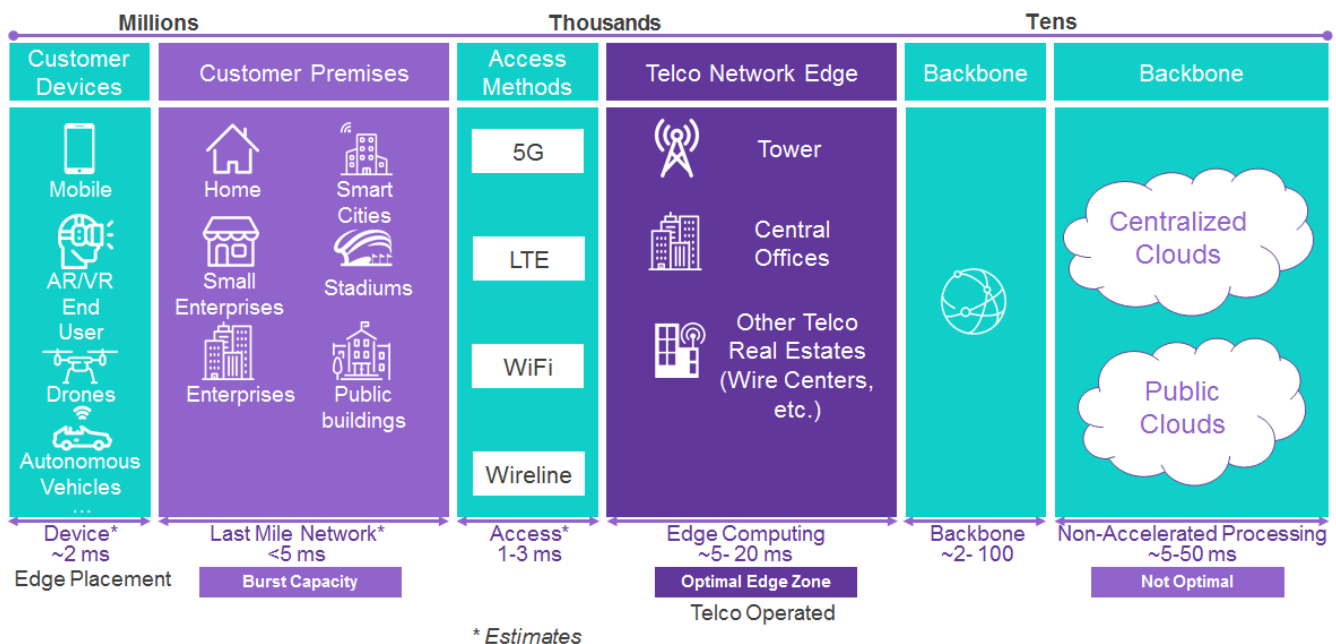 Millions
Thousands
Tens
Customer
Devices
Customer Premises
Access
Methods
Telco Network Edge
Backbone
Backbone
Mobile
AR/VR
End
User
Drones
Autonomous
Vehicles
...
Home
Smart
Cities
Small
Enterprises
Stadiums
Enterprises
Public
buildings
5G
LTE
WiFi
Wireline
Tower
Central
Offices
Other Telco
Real Estates
(Wire Centers,
etc.)
Centralized
Clouds
Public
Clouds
Device*
~2 ms
Last Mile Network*
<5 ms
Access*
1-3 ms
Edge Computing
~5- 20 ms
Backbone
~2- 100
Non-Accelerated Processing
~5-50 ms
Edge Placement
Burst Capacity
Optimal Edge Zone
Not Optimal
Telco Operated
* Estimates